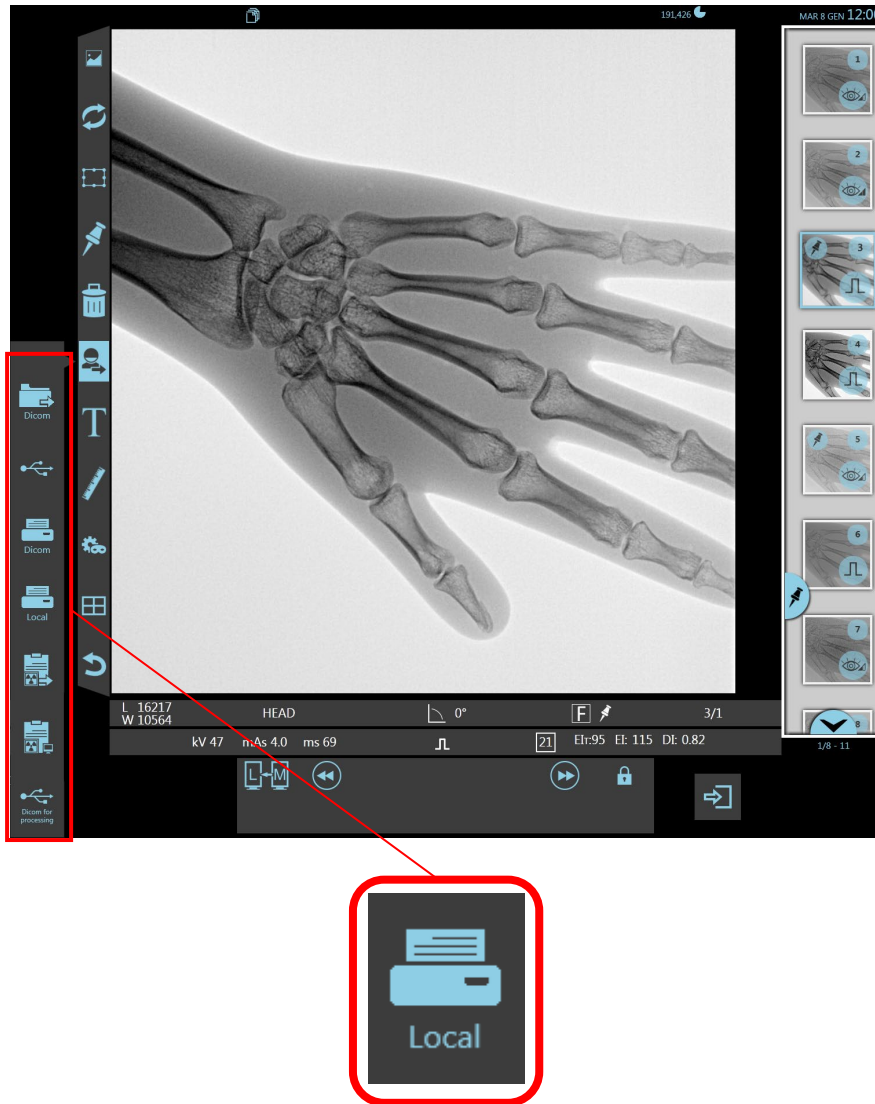 191,426
MAR 8 GEN 12:00
1
2
3
4
5
6
7
8
1/8 - 11
Dicom
Dicom
Local
Dicom for
processing
T
L 16217
W 10564
HEAD
0°
F
3/1
kV 47 mAs 4.0 ms 69
21
EIT:95 EI: 115 DI: 0.82
L M
Local